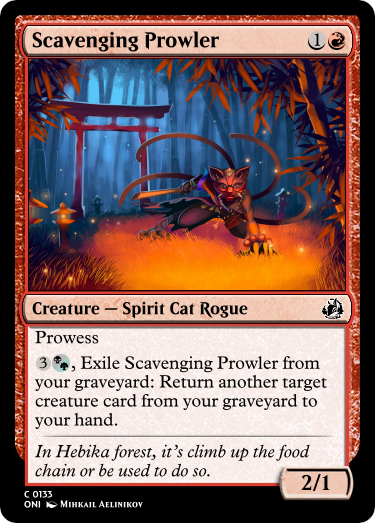 Scavenging Prowler 1
Creature — Spirit Cat Rogue
Prowess
3, Exile Scavenging Prowler from
your graveyard: Return another target
creature card from your graveyard to
your hand.
In Hebika forest, it's climb up the food
chain or be used to do so.
2/1
C 0133
ONI Mihkail Aelinikov